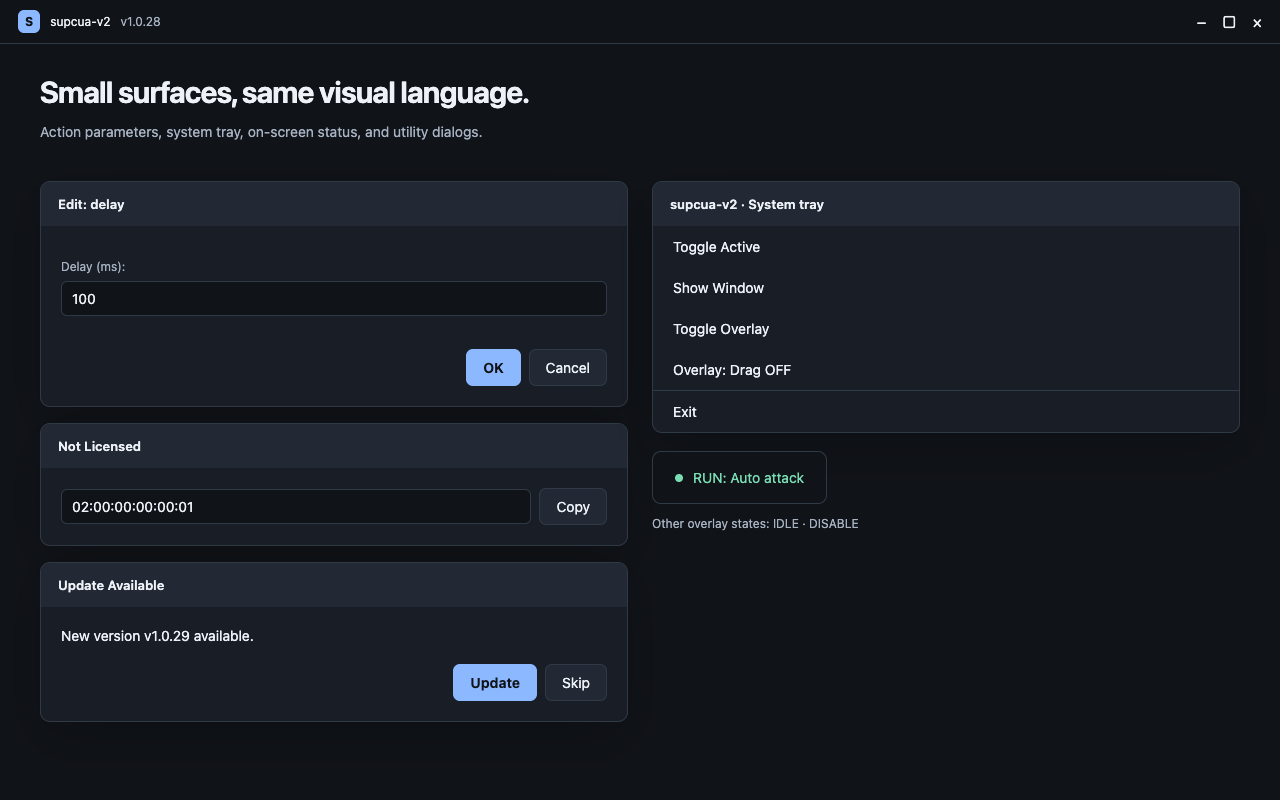 S supcua-v2 v1.0.28
Small surfaces, same visual language.
Action parameters, system tray, on-screen status, and utility dialogs.
Edit: delay
Delay (ms):
100
OK Cancel
Not Licensed
02:00:00:00:00:01 Copy
Update Available
New version v1.0.29 available.
Update Skip
supcua-v2 · System tray
Toggle Active
Show Window
Toggle Overlay
Overlay: Drag OFF
Exit
RUN: Auto attack
Other overlay states: IDLE · DISABLE